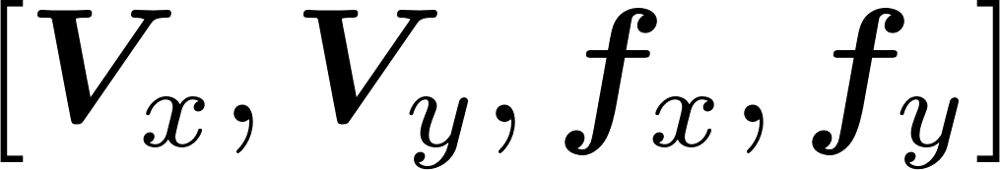 [V_x, V_y, f_x, f_y]